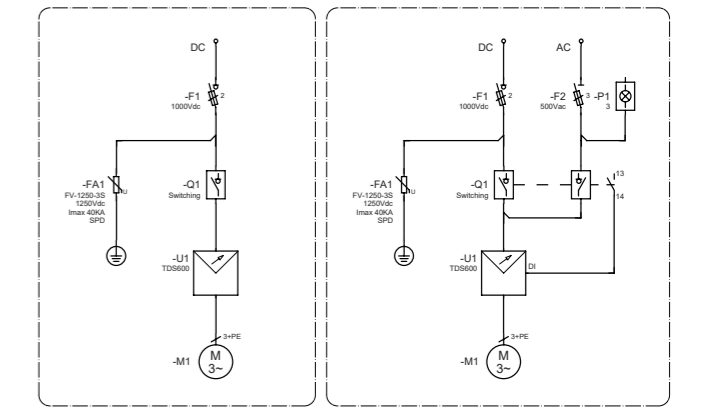 DC
-F1
2
1000Vdc
-FA1
U
FV-1250-3S
1250Vdc
Imax 40KA
SPD
-Q1
Switching
-U1
TDS600
3+PE
-M1
M
3~
DC
AC
-F1
2
1000Vdc
-F2
3
500Vac
-P1
3
-FA1
U
FV-1250-3S
1250Vdc
Imax 40KA
SPD
-Q1
Switching
13
14
-U1
TDS600
DI
3+PE
-M1
M
3~